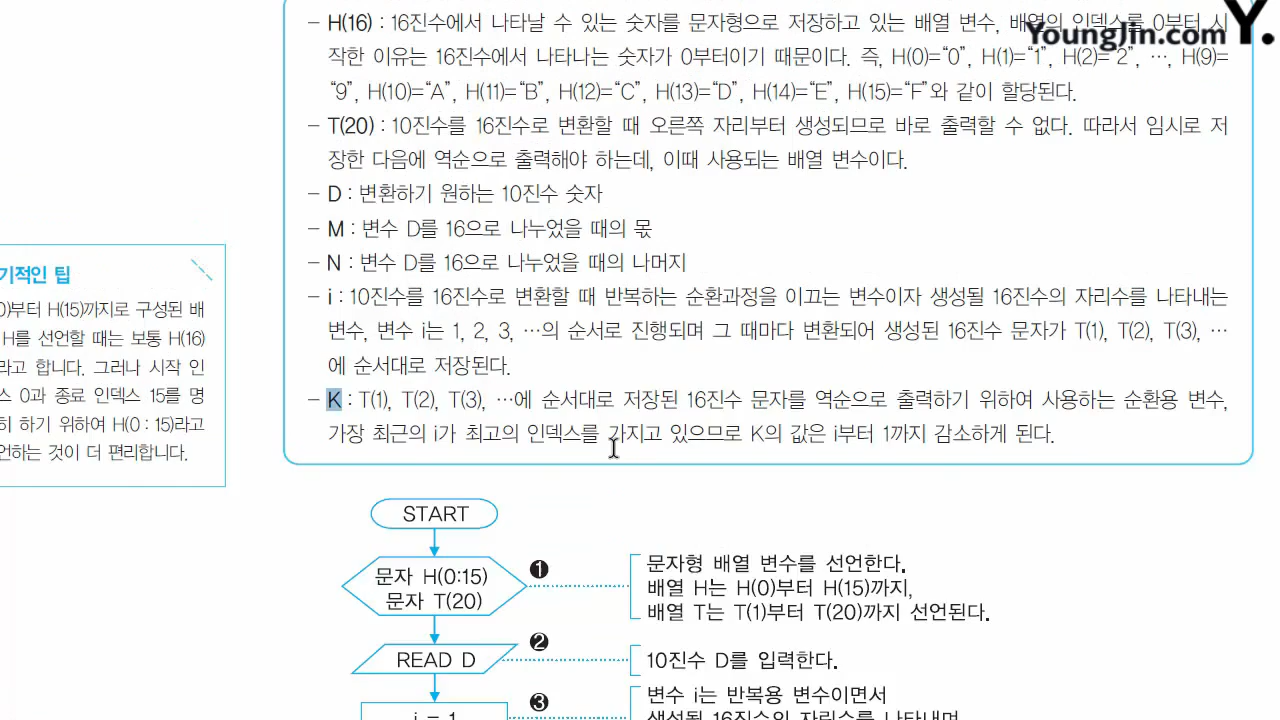 – H(16) : 16진수에서 나타날 수 있는 숫자를 문자형으로 저장하고 있는 배열 변수, 배열의 인덱스를 0부터 시
YoungJin.com Y.
작한 이유는 16진수에서 나타나는 숫자가 0부터이기 때문이다. 즉, H(0)=“0”, H(1)=“1”, H(2)=“2”, …, H(9)=
“9”, H(10)=“A”, H(11)=“B”, H(12)=“C”, H(13)=“D”, H(14)=“E”, H(15)=“F”와 같이 할당된다.
– T(20) : 10진수를 16진수로 변환할 때 오른쪽 자리부터 생성되므로 바로 출력할 수 없다. 따라서 임시로 저
장한 다음에 역순으로 출력해야 하는데, 이때 사용되는 배열 변수이다.
– D : 변환하기 원하는 10진수 숫자
– M : 변수 D를 16으로 나누었을 때의 몫
– N : 변수 D를 16으로 나누었을 때의 나머지
– i : 10진수를 16진수로 변환할 때 반복하는 순환과정을 이끄는 변수이자 생성될 16진수의 자리수를 나타내는
변수, 변수 i는 1, 2, 3, …의 순서로 진행되며 그 때마다 변환되어 생성된 16진수 문자가 T(1), T(2), T(3), …
에 순서대로 저장된다.
– K : T(1), T(2), T(3), …에 순서대로 저장된 16진수 문자를 역순으로 출력하기 위하여 사용하는 순환용 변수,
가장 최근의 i가 최고의 인덱스를 가지고 있으므로 K의 값은 i부터 1까지 감소하게 된다.
기적인 팁
0)부터 H(15)까지로 구성된 배
H를 선언할 때는 보통 H(16)
라고 합니다. 그러나 시작 인
스 0과 종료 인덱스 15를 명
히 하기 위하여 H(0 : 15)라고
언하는 것이 더 편리합니다.
START
문자 H(0:15)
문자 T(20)
❶
문자형 배열 변수를 선언한다.
배열 H는 H(0)부터 H(15)까지,
배열 T는 T(1)부터 T(20)까지 선언된다.
READ D
❷
10진수 D를 입력한다.
i = 1
❸
변수 i는 반복용 변수이면서
생성될 16진수의 자릿수를 나타내며